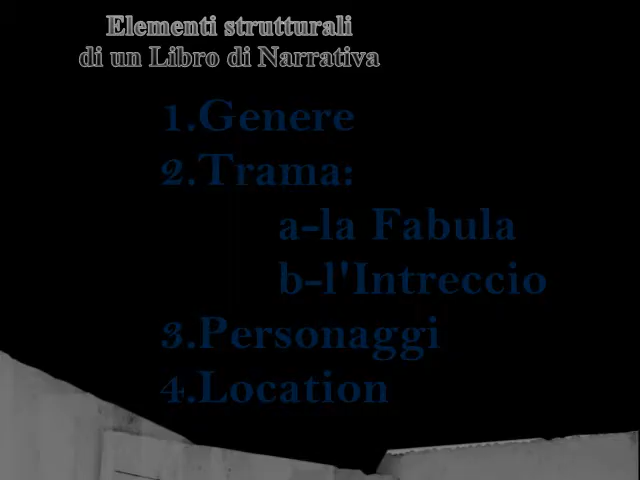 Elementi strutturali
di un Libro di Narrativa
1.Genere
2.Trama:
a-la Fabula
b-l'Intreccio
3.Personaggi
4.Location